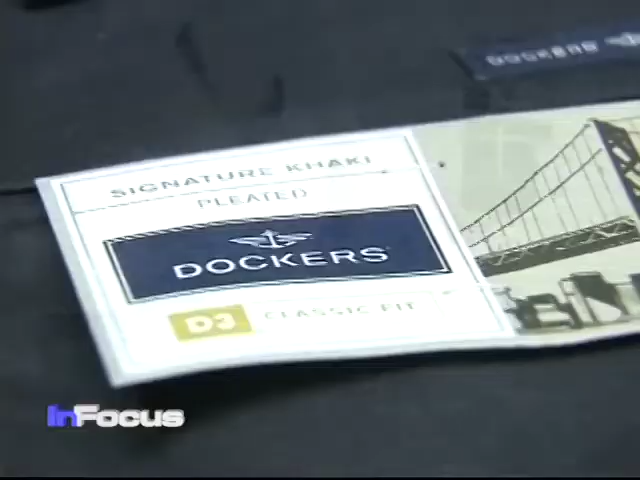 DOCKERS
SIGNATURE KHAKI
PLEATED
DOCKERS
D3 CLASSIC FIT
InFocus